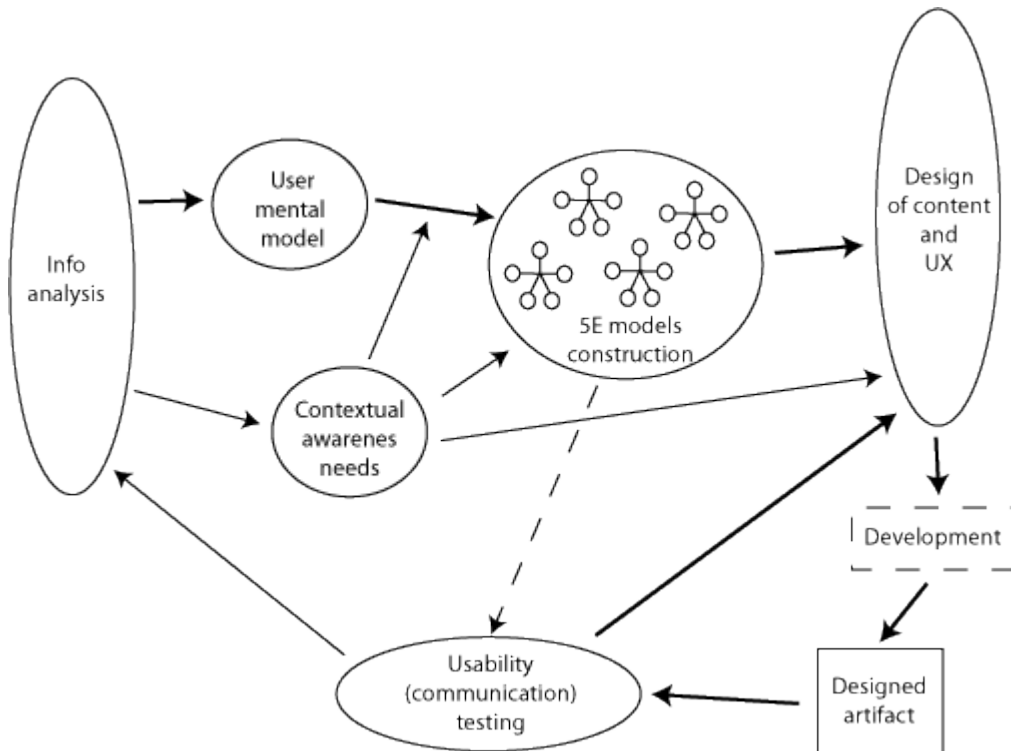 Info
analysis
User
mental
model
Contextual
awarenes
needs
5E models
construction
Design
of content
and
UX
Development
Designed
artifact
Usability
(communication)
testing